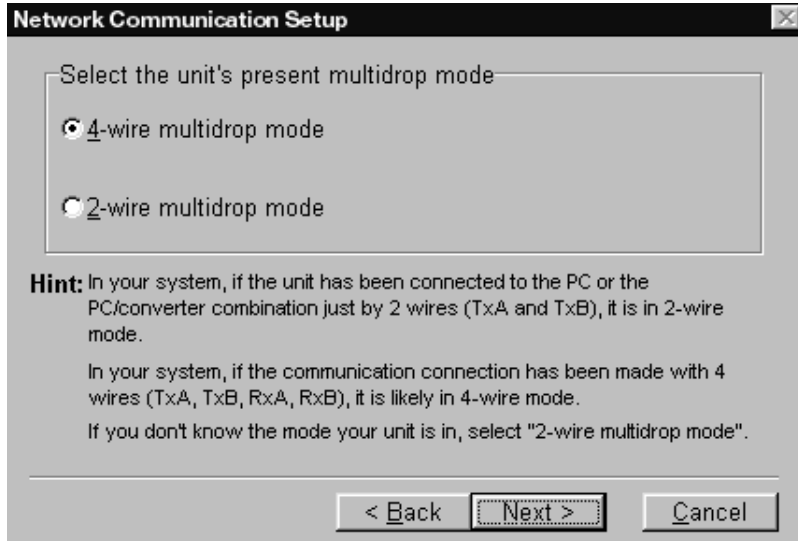 Network Communication Setup
Select the unit's present multidrop mode
4-wire multidrop mode
2-wire multidrop mode
Hint: In your system, if the unit has been connected to the PC or the
PC/converter combination just by 2 wires (TxA and TxB), it is in 2-wire
mode.
In your system, if the communication connection has been made with 4
wires (TxA, TxB, RxA, RxB), it is likely in 4-wire mode.
If you don't know the mode your unit is in, select "2-wire multidrop mode".
< Back Next > Cancel